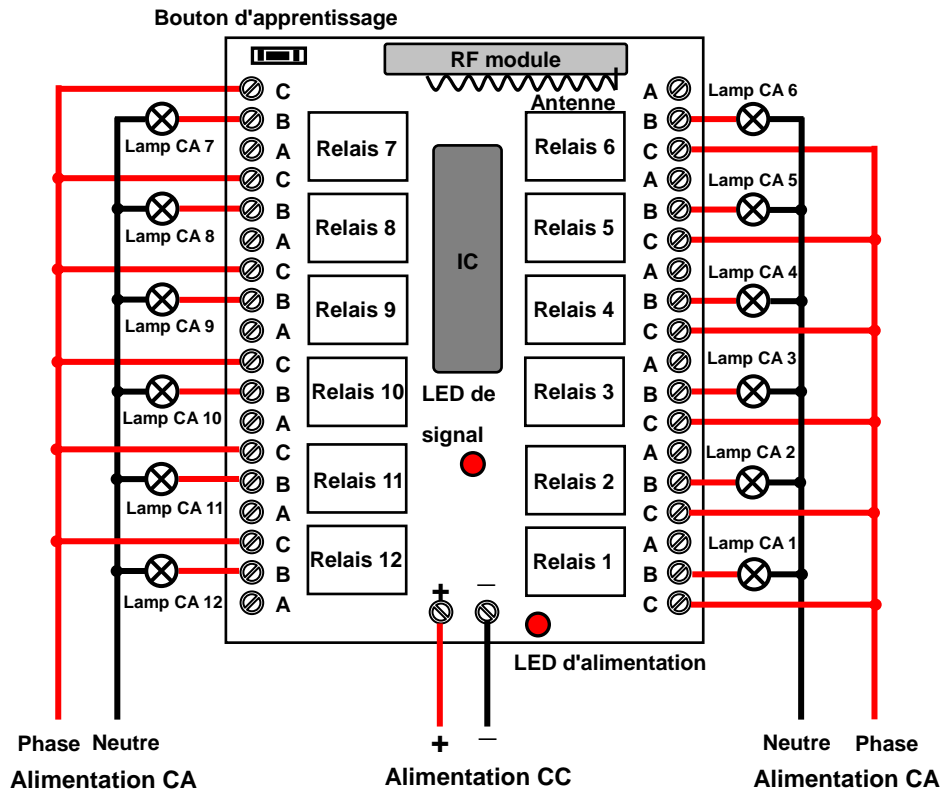 Bouton d'apprentissage
RF module
Antenne
C
B
A
C
B
A
C
B
A
C
B
A
C
B
A
C
B
A
Lamp CA 7
Lamp CA 8
Lamp CA 9
Lamp CA 10
Lamp CA 11
Lamp CA 12
Relais 7
Relais 8
Relais 9
Relais 10
Relais 11
Relais 12
IC
LED de
signal
Relais 6
Relais 5
Relais 4
Relais 3
Relais 2
Relais 1
A
B
C
A
B
C
A
B
C
A
B
C
A
B
C
A
B
C
Lamp CA 6
Lamp CA 5
Lamp CA 4
Lamp CA 3
Lamp CA 2
Lamp CA 1
+ −
LED d'alimentation
+ −
Phase Neutre
Alimentation CA
Alimentation CC
Neutre Phase
Alimentation CA